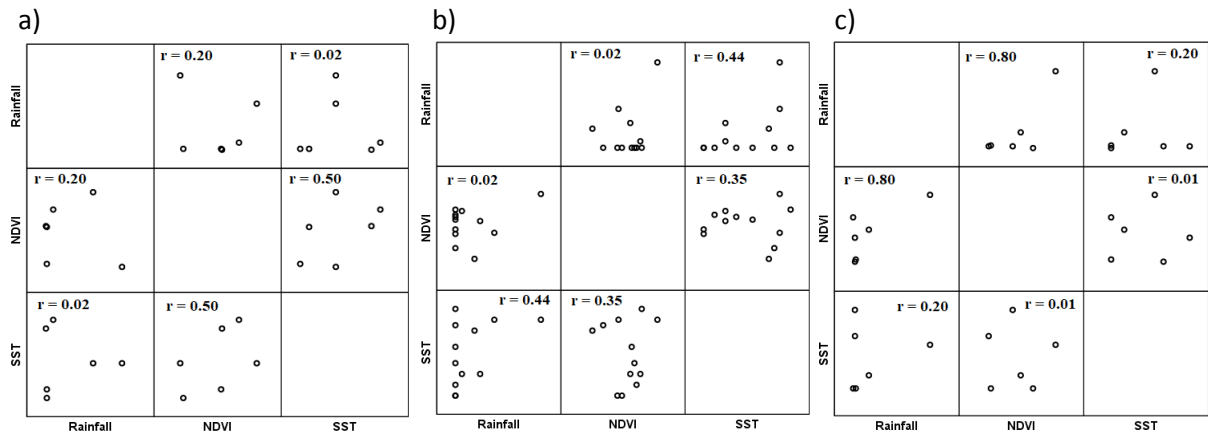 a)
r = 0.20
r = 0.02
Rainfall
r = 0.20
r = 0.50
NDVI
r = 0.02
r = 0.50
SST
Rainfall
NDVI
SST
b)
r = 0.02
r = 0.44
Rainfall
r = 0.02
r = 0.35
NDVI
r = 0.44
r = 0.35
SST
Rainfall
NDVI
SST
c)
r = 0.80
r = 0.20
Rainfall
r = 0.80
r = 0.01
NDVI
r = 0.20
r = 0.01
SST
Rainfall
NDVI
SST